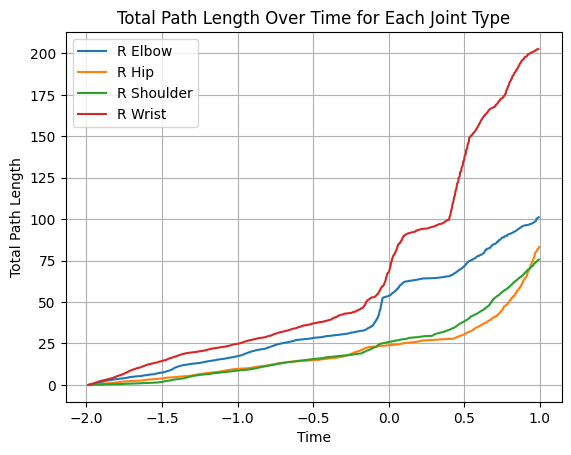 Total Path Length Over Time for Each Joint Type
R Elbow
R Hip
R Shoulder
R Wrist
Total Path Length
200
175
150
125
100
75
50
25
0
−2.0 −1.5 −1.0 −0.5 0.0 0.5 1.0
Time